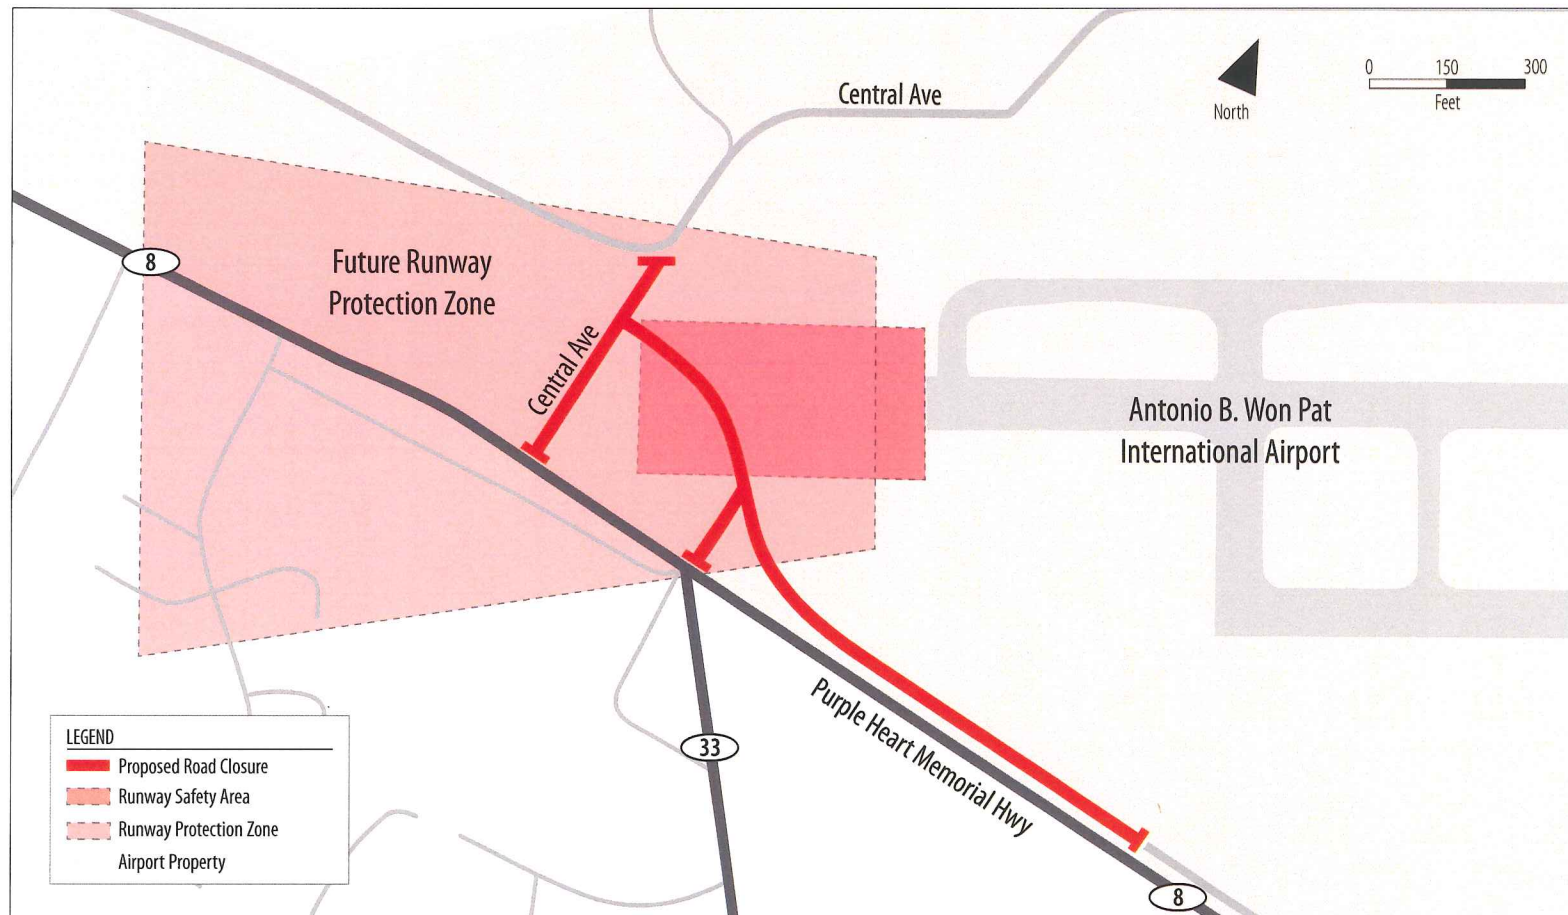 Central Ave
North
0 150 300
Feet
8
Future Runway
Protection Zone
Central Ave
Antonio B. Won Pat
International Airport
Purple Heart Memorial Hwy
33
8
LEGEND
Proposed Road Closure
Runway Safety Area
Runway Protection Zone
Airport Property